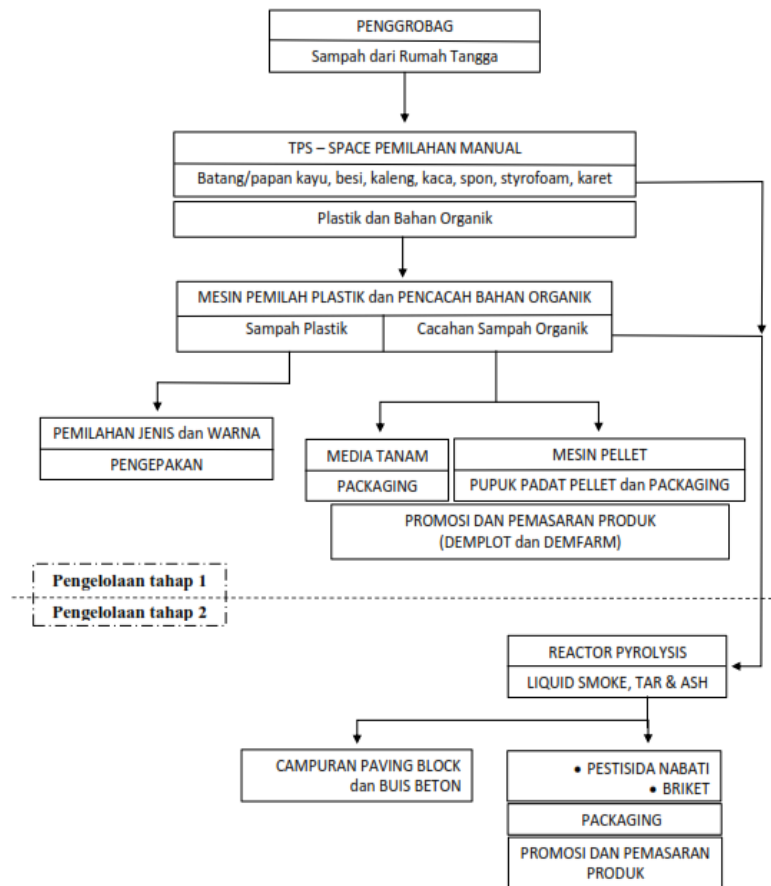 PENGGROBAG
Sampah dari Rumah Tangga
TPS – SPACE PEMILAHAN MANUAL
Batang/papan kayu, besi, kaleng, kaca, spon, styrofoam, karet
Plastik dan Bahan Organik
MESIN PEMILAH PLASTIK dan PENCACAH BAHAN ORGANIK
Sampah Plastik
Cacahan Sampah Organik
PEMILAHAN JENIS dan WARNA
PENGEPAKAN
MEDIA TANAM
PACKAGING
MESIN PELLET
PUPUK PADAT PELLET dan PACKAGING
PROMOSI DAN PEMASARAN PRODUK
(DEMPLOT dan DEMFARM)
Pengelolaan tahap 1
Pengelolaan tahap 2
REACTOR PYROLYSIS
LIQUID SMOKE, TAR & ASH
CAMPURAN PAVING BLOCK
dan BUIS BETON
• PESTISIDA NABATI
• BRIKET
PACKAGING
PROMOSI DAN PEMASARAN
PRODUK